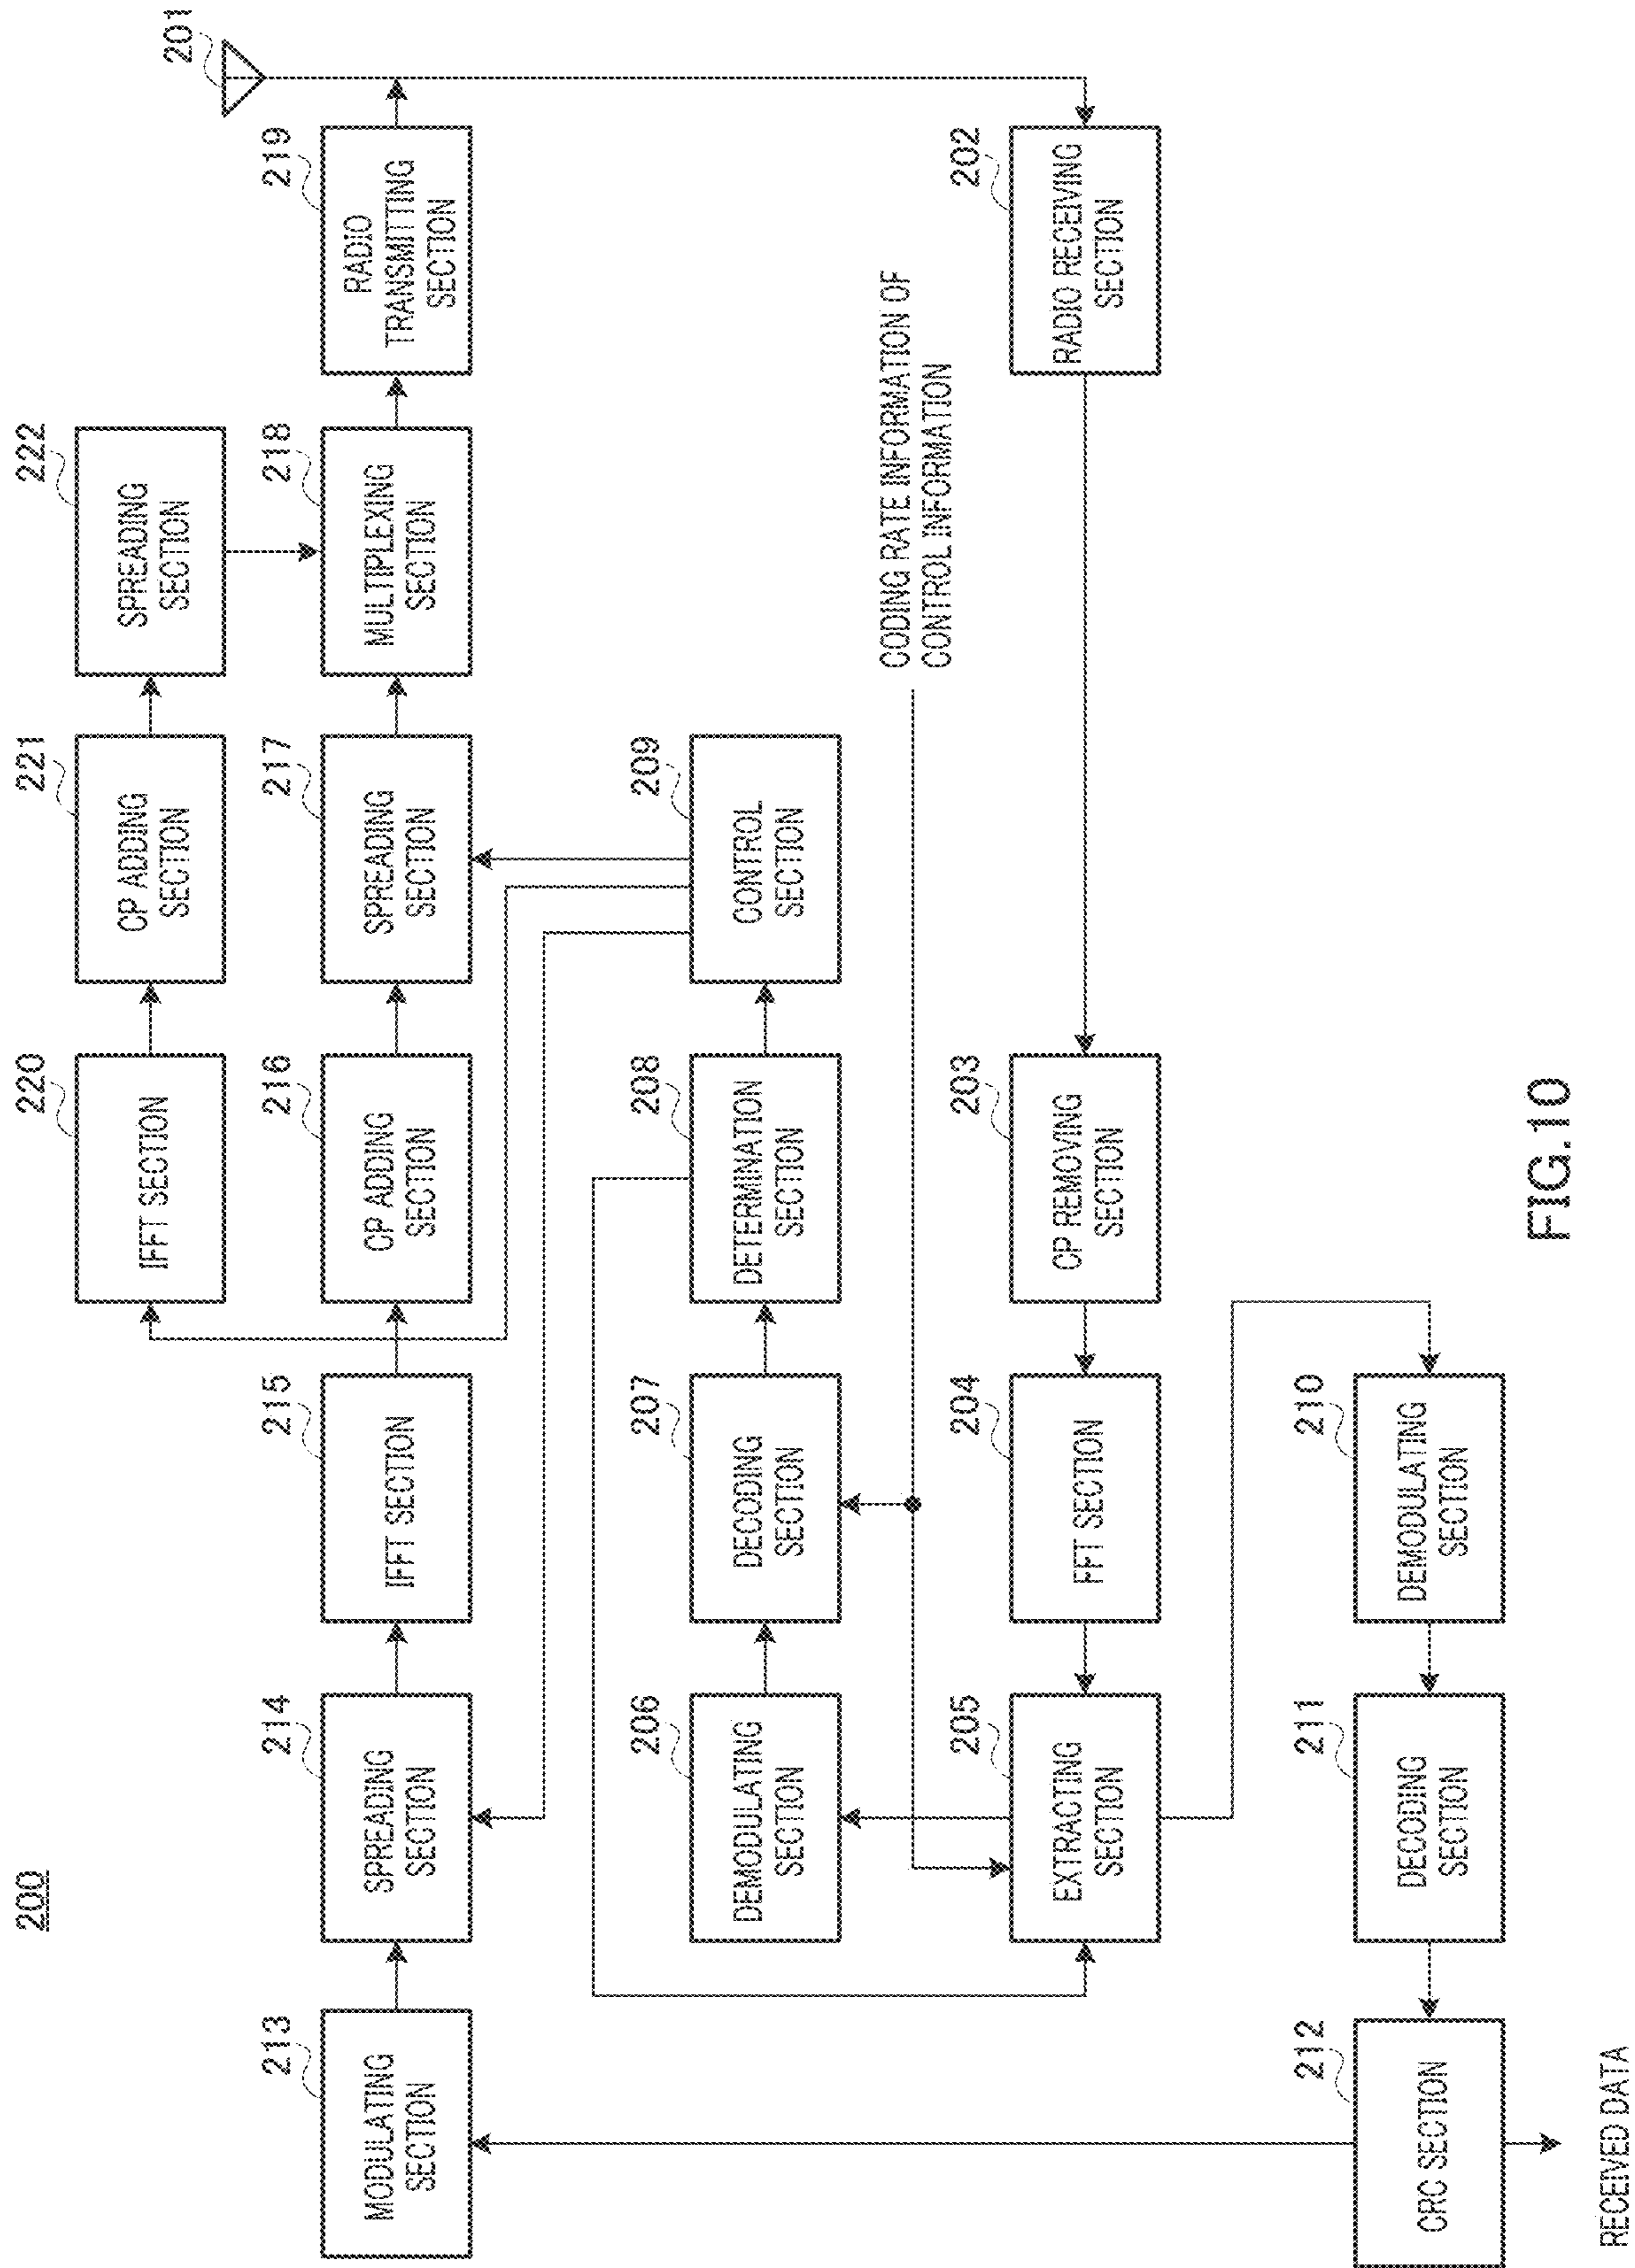 200
201
222
SPREADING
SECTION
221
CP ADDING
SECTION
220
IFFT SECTION
219
RADIO
TRANSMITTING
SECTION
218
MULTIPLEXING
SECTION
217
SPREADING
SECTION
216
CP ADDING
SECTION
215
IFFT SECTION
214
SPREADING
SECTION
213
MODULATING
SECTION
209
CONTROL
SECTION
208
DETERMINATION
SECTION
207
DECODING
SECTION
206
DEMODULATING
SECTION
CODING RATE INFORMATION OF
CONTROL INFORMATION
202
RADIO RECEIVING
SECTION
203
CP REMOVING
SECTION
204
FFT SECTION
205
EXTRACTING
SECTION
210
DEMODULATING
SECTION
211
DECODING
SECTION
212
CRC SECTION
RECEIVED DATA
FIG.10